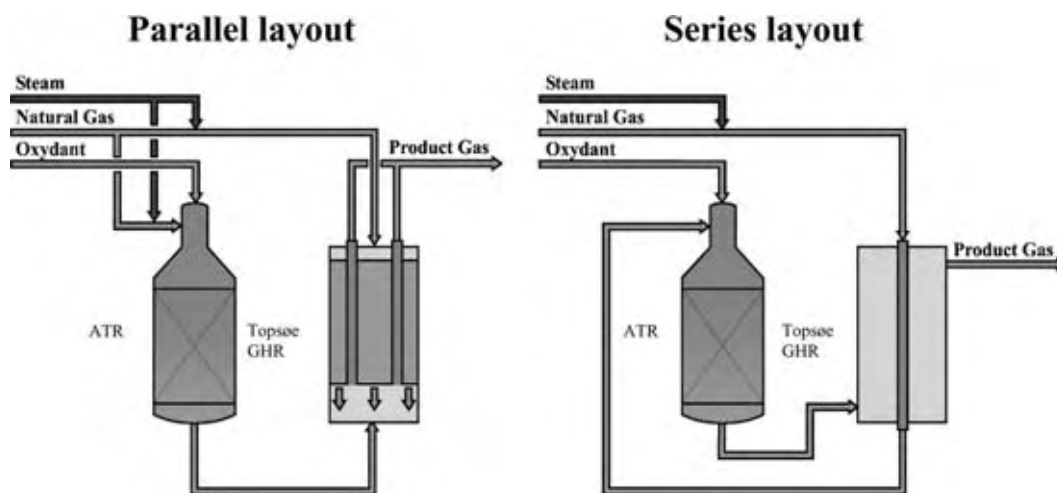 Parallel layout
Steam
Natural Gas
Oxydant
Product Gas
ATR
Topsøe
GHR
Series layout
Steam
Natural Gas
Oxydant
Product Gas
ATR
Topsøe
GHR